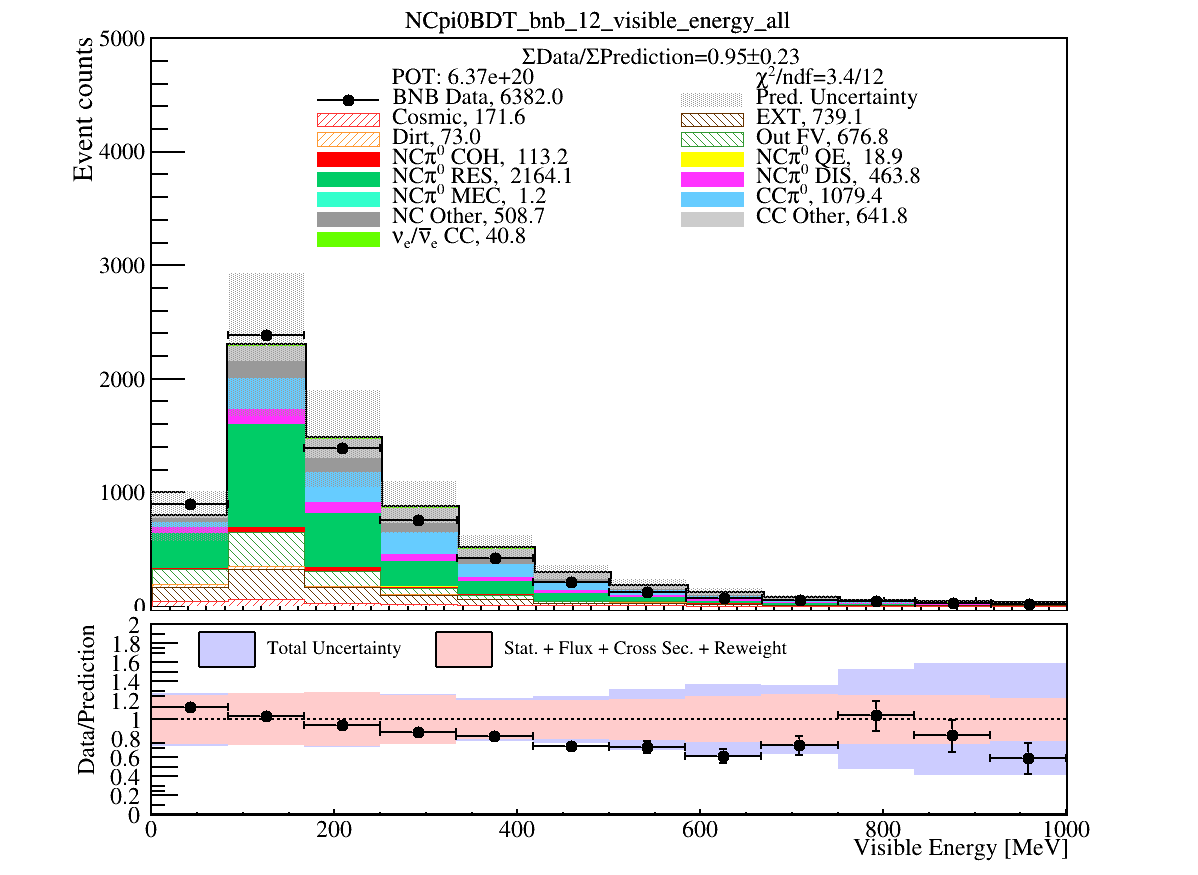 NCpi0BDT_bnb_12_visible_energy_all
ΣData/ΣPrediction=0.95±0.23
POT: 6.37e+20
χ²/ndf=3.4/12
BNB Data, 6382.0
Pred. Uncertainty
Cosmic, 171.6
EXT, 739.1
Dirt, 73.0
Out FV, 676.8
NCπ⁰ COH, 113.2
NCπ⁰ QE, 18.9
NCπ⁰ RES, 2164.1
NCπ⁰ DIS, 463.8
NCπ⁰ MEC, 1.2
CCπ⁰, 1079.4
NC Other, 508.7
CC Other, 641.8
νₑ/ν̅ₑ CC, 40.8
Event counts
5000
4000
3000
2000
1000
0
Total Uncertainty
Stat. + Flux + Cross Sec. + Reweight
Data/Prediction
2
1.8
1.6
1.4
1.2
1
0.8
0.6
0.4
0.2
0
0 200 400 600 800 1000
Visible Energy [MeV]